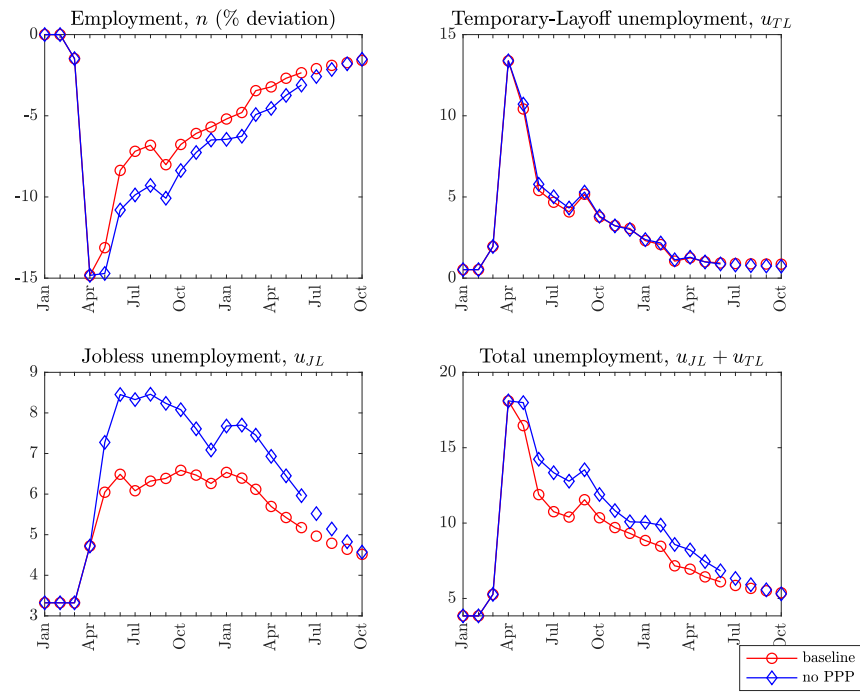 Employment, n (% deviation)
0
-5
-10
-15
Jan
Apr
Jul
Oct
Jan
Apr
Jul
Oct
Temporary-Layoff unemployment, u_TL
15
10
5
0
Jan
Apr
Jul
Oct
Jan
Apr
Jul
Oct
Jobless unemployment, u_JL
9
8
7
6
5
4
3
Jan
Apr
Jul
Oct
Jan
Apr
Jul
Oct
Total unemployment, u_JL + u_TL
20
15
10
5
Jan
Apr
Jul
Oct
Jan
Apr
Jul
Oct
baseline
no PPP